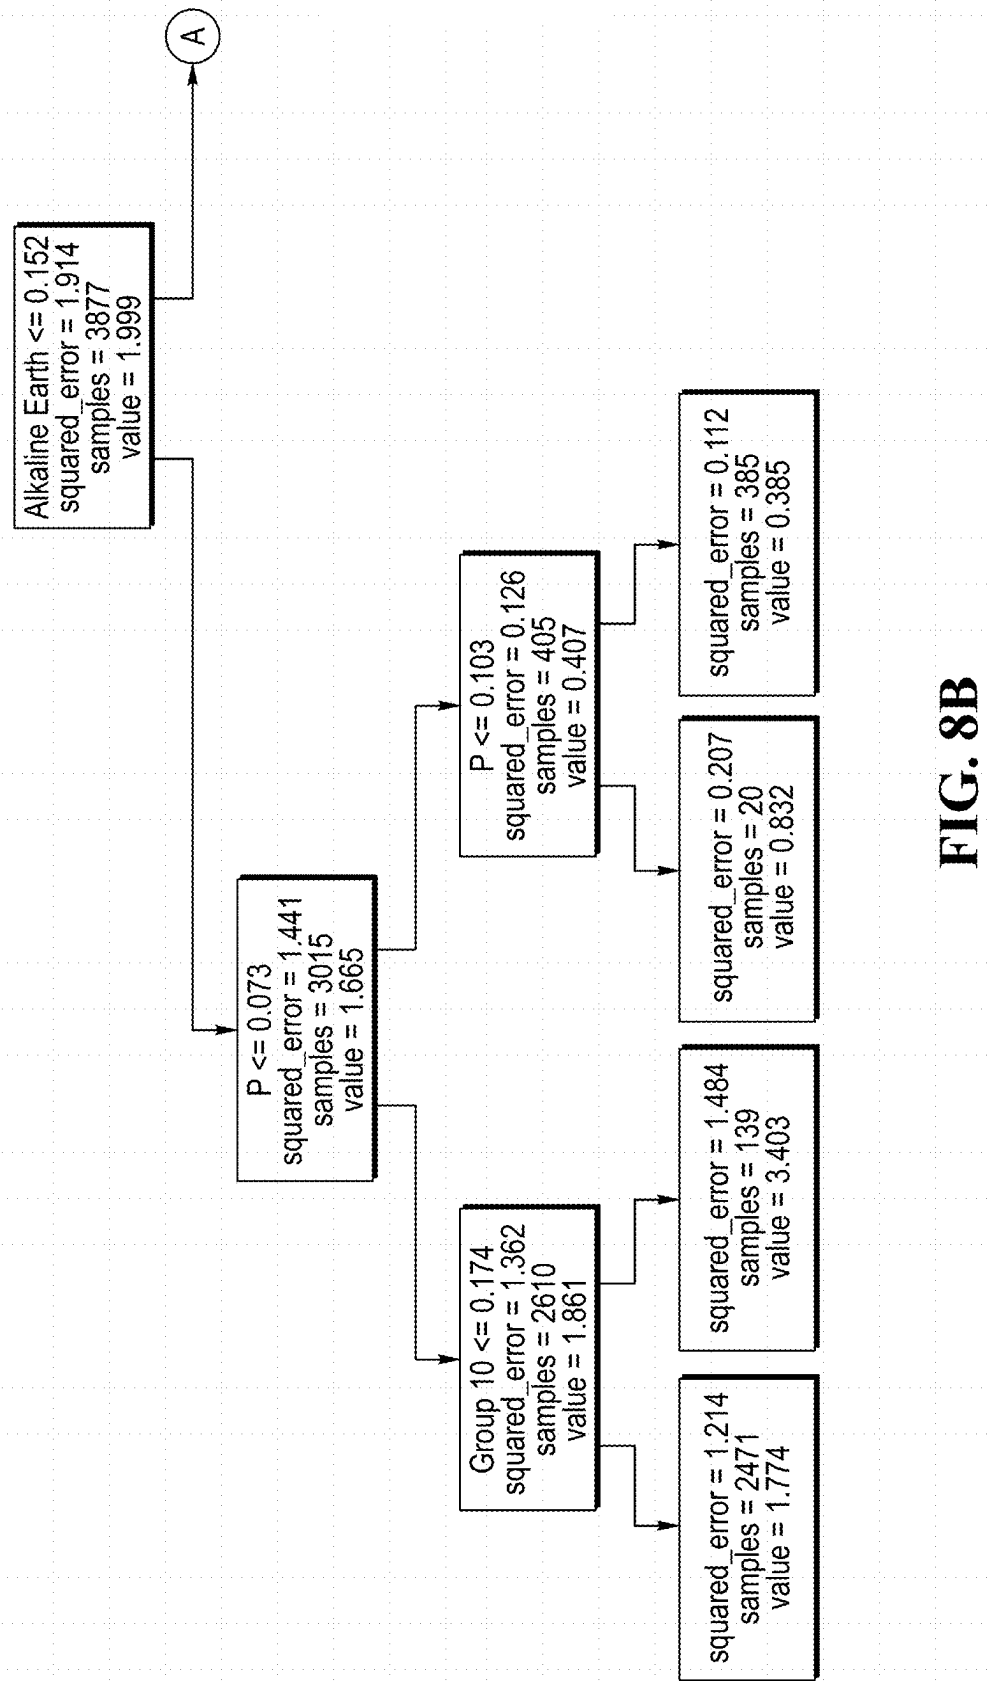 Alkaline Earth <= 0.152
squared_error = 1.914
samples = 3877
value = 1.999
A
P <= 0.073
squared_error = 1.441
samples = 3015
value = 1.665
Group 10 <= 0.174
squared_error = 1.362
samples = 2610
value = 1.861
P <= 0.103
squared_error = 0.126
samples = 405
value = 0.407
squared_error = 1.214
samples = 2471
value = 1.774
squared_error = 1.484
samples = 139
value = 3.403
squared_error = 0.207
samples = 20
value = 0.832
squared_error = 0.112
samples = 385
value = 0.385
FIG. 8B